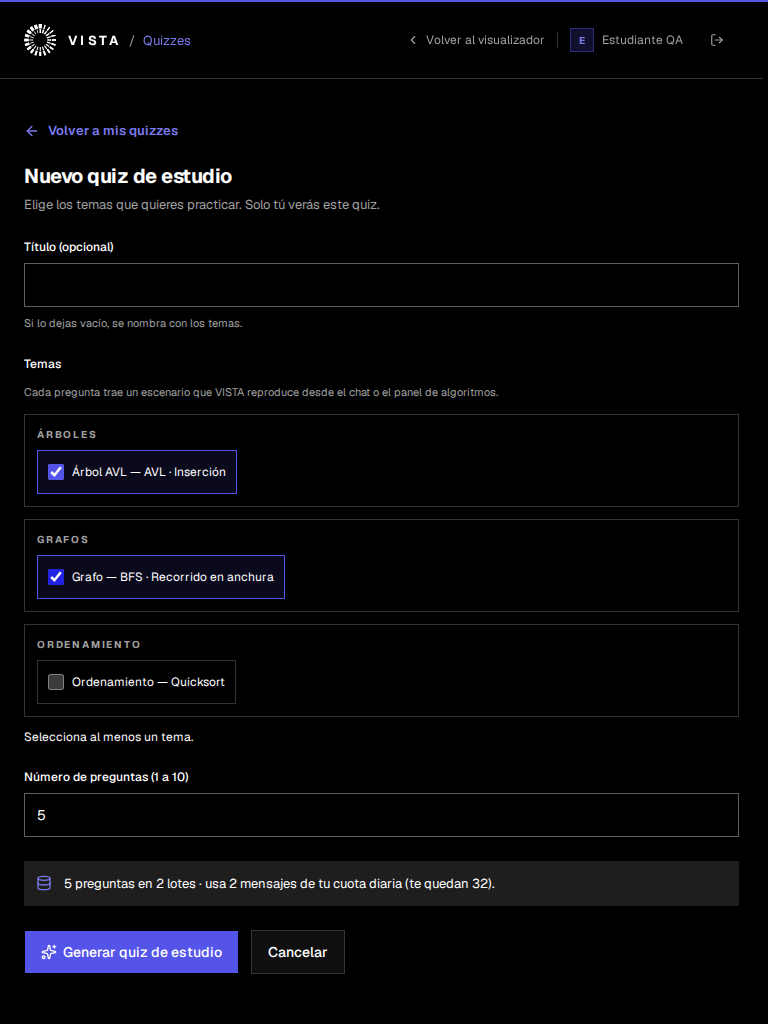 VISTA / Quizzes
Volver al visualizador
E
Estudiante QA
Volver a mis quizzes
Nuevo quiz de estudio
Elige los temas que quieres practicar. Solo tú verás este quiz.
Título (opcional)
Si lo dejas vacío, se nombra con los temas.
Temas
Cada pregunta trae un escenario que VISTA reproduce desde el chat o el panel de algoritmos.
ÁRBOLES
Árbol AVL — AVL · Inserción
GRAFOS
Grafo — BFS · Recorrido en anchura
ORDENAMIENTO
Ordenamiento — Quicksort
Selecciona al menos un tema.
Número de preguntas (1 a 10)
5
5 preguntas en 2 lotes · usa 2 mensajes de tu cuota diaria (te quedan 32).
Generar quiz de estudio
Cancelar